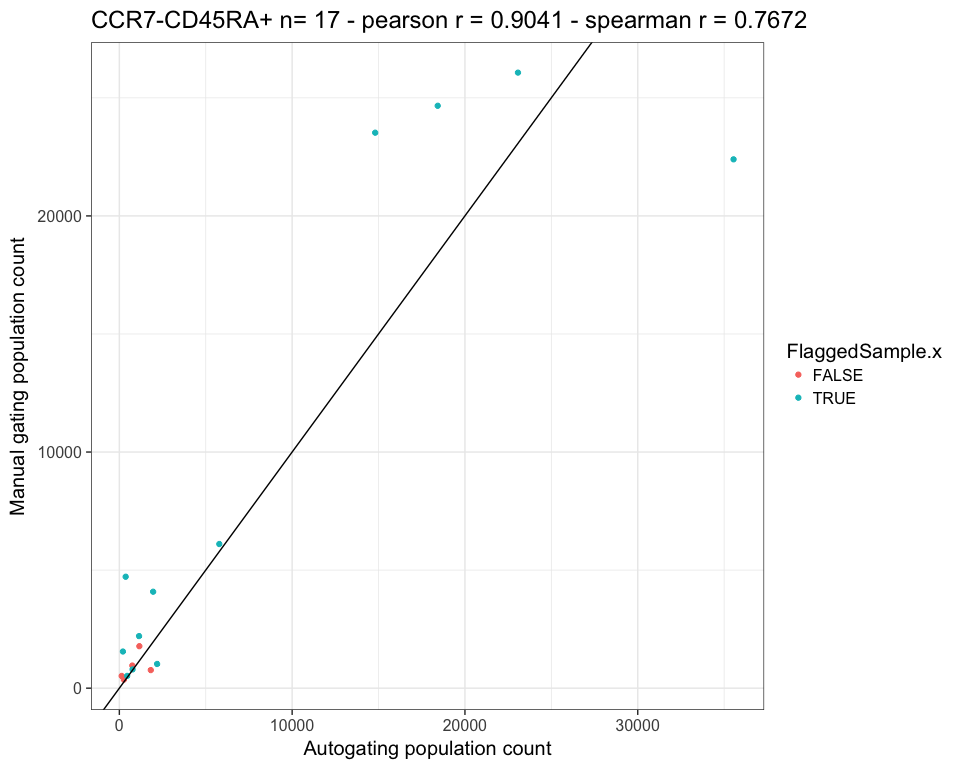 CCR7-CD45RA+ n= 17 - pearson r = 0.9041 - spearman r = 0.7672
Manual gating population count
20000
10000
0
0 10000 20000 30000
Autogating population count
FlaggedSample.x
FALSE
TRUE